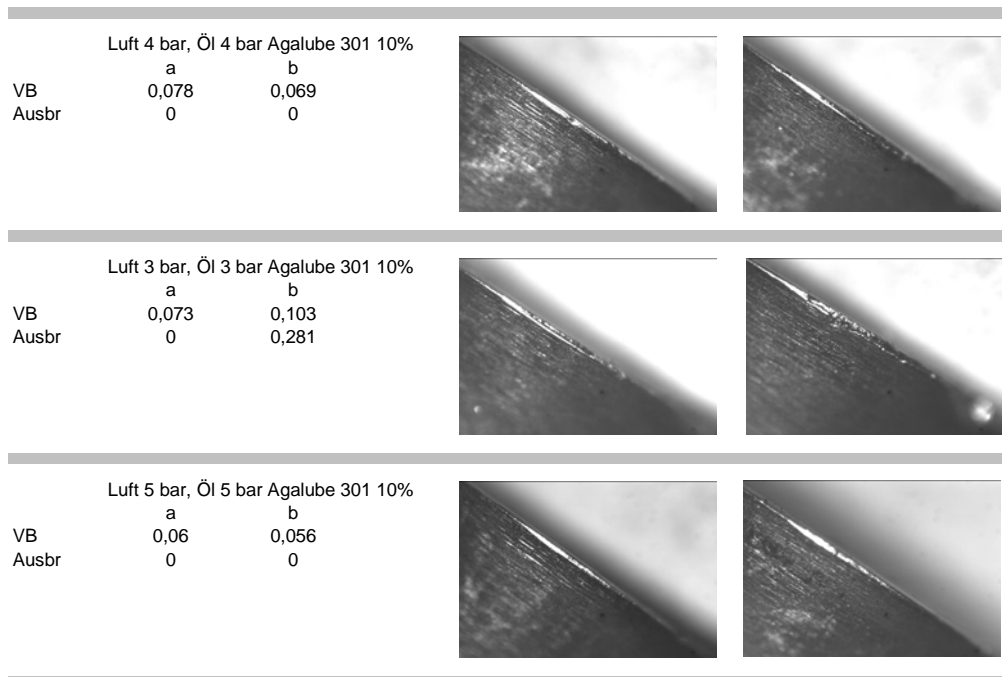 Luft 4 bar, Öl 4 bar Agalube 301 10%
a b
VB 0,078 0,069
Ausbr 0 0
Luft 3 bar, Öl 3 bar Agalube 301 10%
a b
VB 0,073 0,103
Ausbr 0 0,281
Luft 5 bar, Öl 5 bar Agalube 301 10%
a b
VB 0,06 0,056
Ausbr 0 0